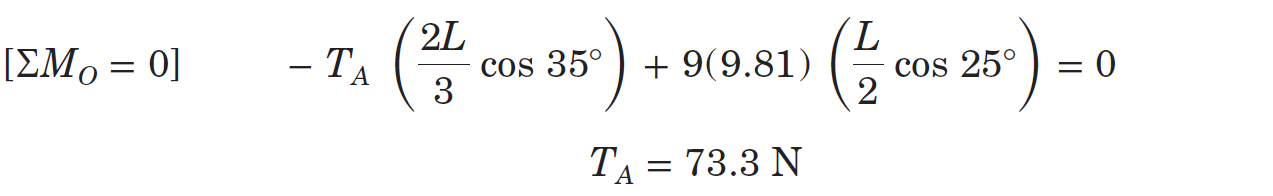 [ΣM_O = 0] − T_A (2L/3 cos 35°) + 9(9.81) (L/2 cos 25°) = 0
T_A = 73.3 N